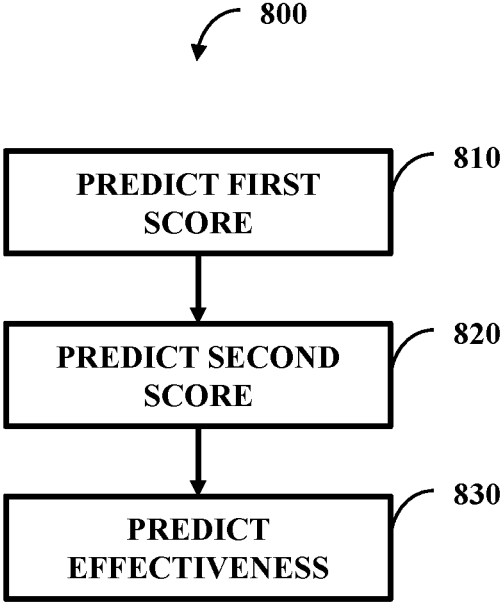 800
810
PREDICT FIRST
SCORE
820
PREDICT SECOND
SCORE
830
PREDICT
EFFECTIVENESS